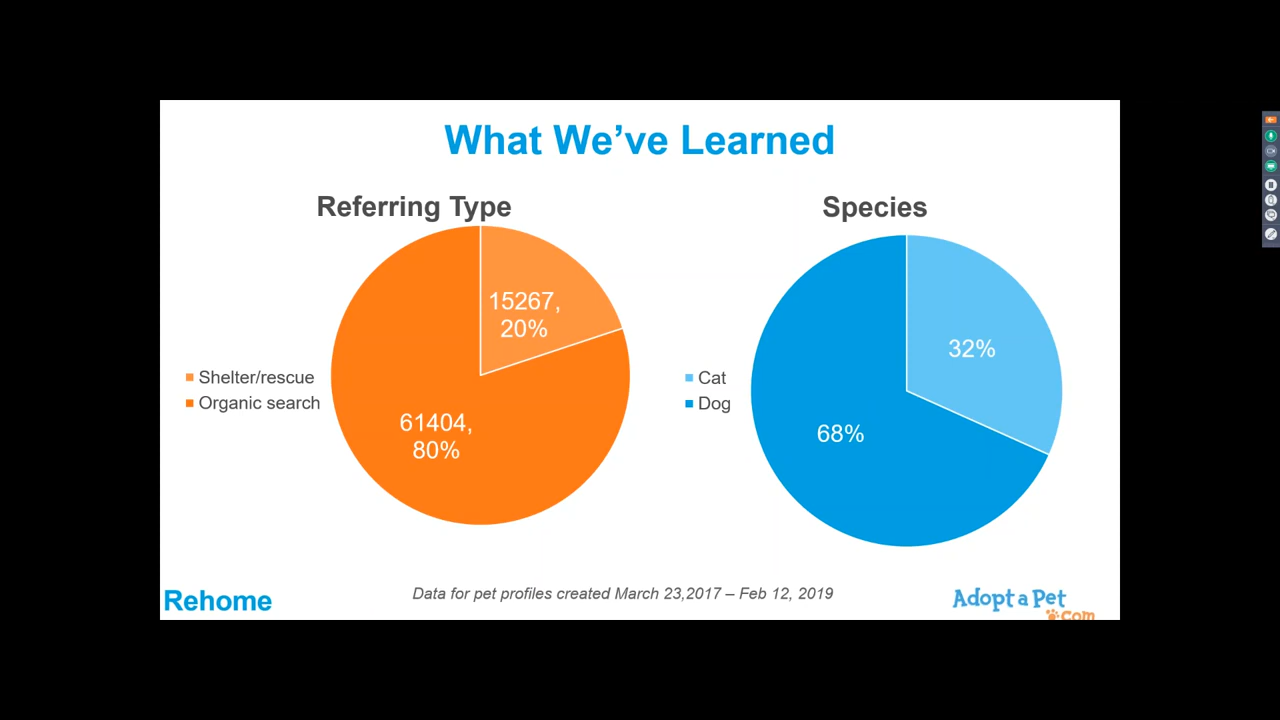 What We’ve Learned
Referring Type
15267,
20%
Shelter/rescue
Organic search
61404,
80%
Species
32%
Cat
Dog
68%
Data for pet profiles created March 23,2017 – Feb 12, 2019
Rehome
Adopt a Pet
.com